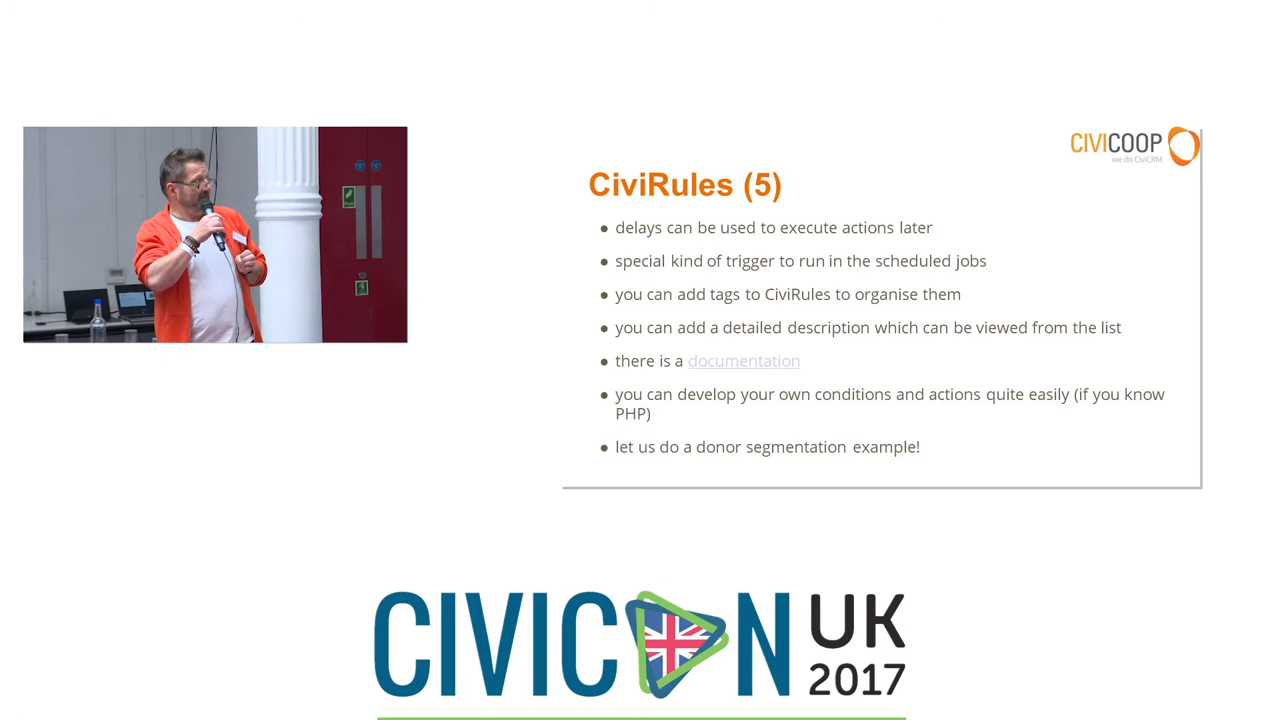 CIVICOOP
we do CiviCRM
CiviRules (5)
● delays can be used to execute actions later
● special kind of trigger to run in the scheduled jobs
● you can add tags to CiviRules to organise them
● you can add a detailed description which can be viewed from the list
● there is a documentation
● you can develop your own conditions and actions quite easily (if you know
PHP)
● let us do a donor segmentation example!
CIVICON UK
2017